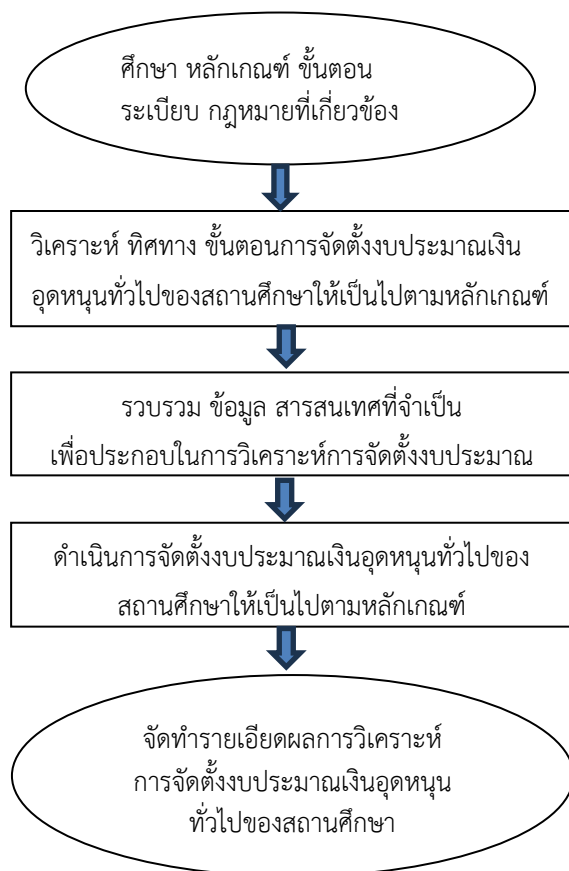 ศึกษา หลักเกณฑ์ ขั้นตอน
ระเบียบ กฎหมายที่เกี่ยวข้อง
วิเคราะห์ ทิศทาง ขั้นตอนการจัดตั้งงบประมาณเงิน
อุดหนุนทั่วไปของสถานศึกษาให้เป็นไปตามหลักเกณฑ์
รวบรวม ข้อมูล สารสนเทศที่จำเป็น
เพื่อประกอบในการวิเคราะห์การจัดตั้งงบประมาณ
ดำเนินการจัดตั้งงบประมาณเงินอุดหนุนทั่วไปของ
สถานศึกษาให้เป็นไปตามหลักเกณฑ์
จัดทำรายเอียดผลการวิเคราะห์
การจัดตั้งงบประมาณเงินอุดหนุน
ทั่วไปของสถานศึกษา